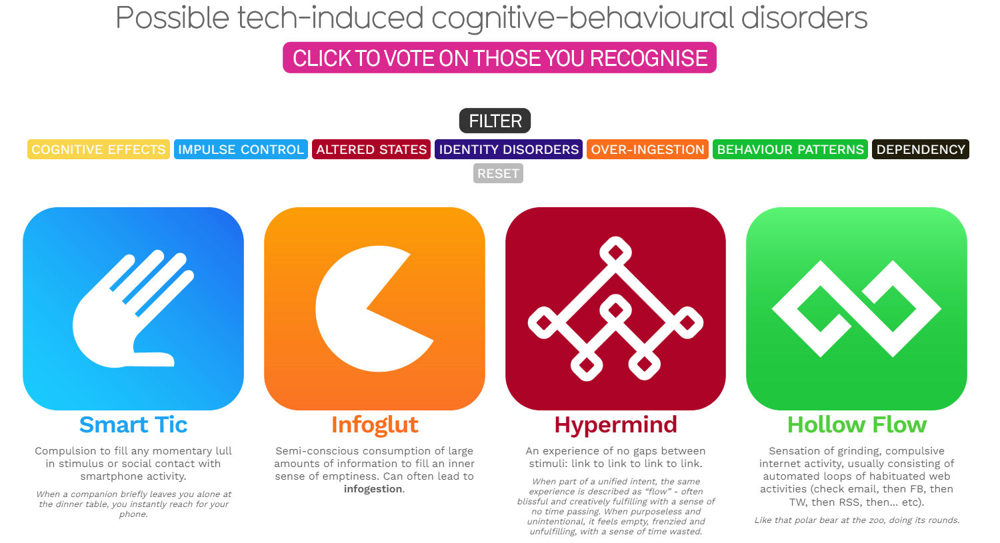 Possible tech-induced cognitive-behavioural disorders
CLICK TO VOTE ON THOSE YOU RECOGNISE
FILTER
COGNITIVE EFFECTS IMPULSE CONTROL ALTERED STATES IDENTITY DISORDERS OVER-INGESTION BEHAVIOUR PATTERNS DEPENDENCY
RESET
Smart Tic
Compulsion to fill any momentary lull
in stimulus or social contact with
smartphone activity.
When a companion briefly leaves you alone at
the dinner table, you instantly reach for your
phone.
Infoglut
Semi-conscious consumption of large
amounts of information to fill an inner
sense of emptiness. Can often lead to
infogestion.
Hypermind
An experience of no gaps between
stimuli: link to link to link to link.
When part of a unified intent, the same
experience is described as “flow” - often
blissful and creatively fulfilling with a sense of
no time passing. When purposeless and
unintentional, it feels empty, frenzied and
unfulfilling, with a sense of time wasted.
Hollow Flow
Sensation of grinding, compulsive
internet activity, usually consisting of
automated loops of habituated web
activities (check email, then FB, then
TW, then RSS, then... etc).
Like that polar bear at the zoo, doing its rounds.